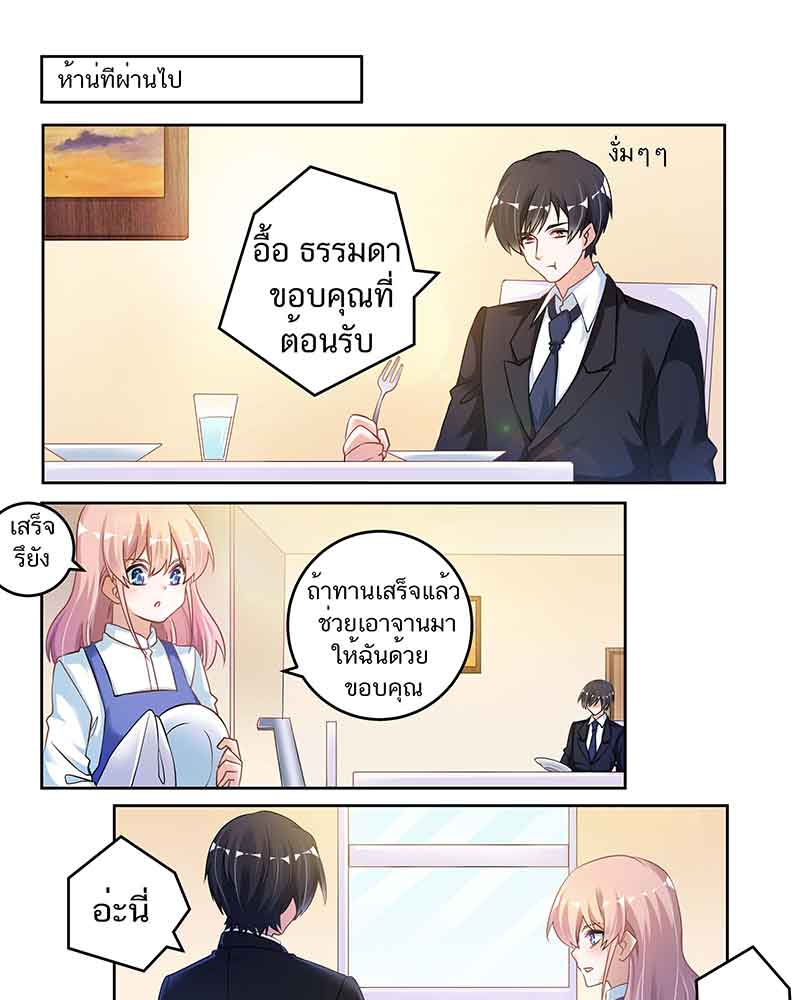 ห้าน่ทีผ่านไป
งั่มๆๆ
อื้อ ธรรมดา
ขอบคุณที่
ต้อนรับ
เสร็จ
รึยัง
ถ้าทานเสร็จแล้ว
ช่วยเอาจานมา
ให้ฉันด้วย
ขอบคุณ
อ่ะนี่